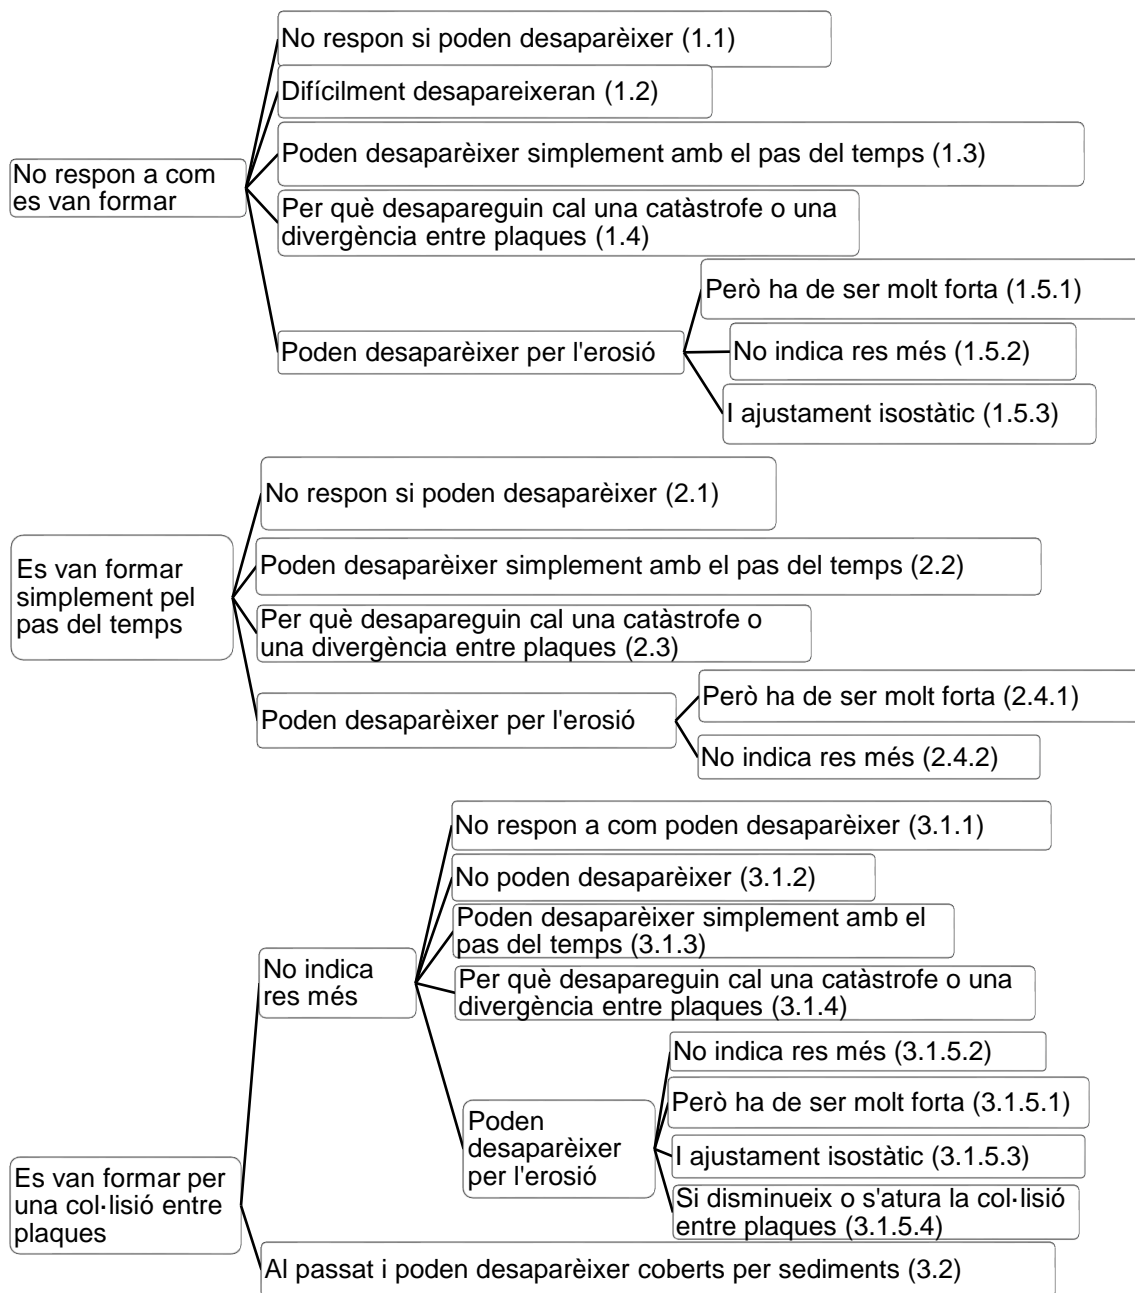 No respon si poden desaparèixer (1.1)
Difícilment desapareixeran (1.2)
Poden desaparèixer simplement amb el pas del temps (1.3)
No respon a com
es van formar
Per què desapareguin cal una catàstrofe o una
divergència entre plaques (1.4)
Però ha de ser molt forta (1.5.1)
Poden desaparèixer per l'erosió
No indica res més (1.5.2)
I ajustament isostàtic (1.5.3)
No respon si poden desaparèixer (2.1)
Es van formar
simplement pel
pas del temps
Poden desaparèixer simplement amb el pas del temps (2.2)
Per què desapareguin cal una catàstrofe o
una divergència entre plaques (2.3)
Poden desaparèixer per l'erosió
Però ha de ser molt forta (2.4.1)
No indica res més (2.4.2)
No respon a com poden desaparèixer (3.1.1)
No poden desaparèixer (3.1.2)
Poden desaparèixer simplement amb el
pas del temps (3.1.3)
No indica
res més
Per què desapareguin cal una catàstrofe o una
divergència entre plaques (3.1.4)
No indica res més (3.1.5.2)
Però ha de ser molt forta (3.1.5.1)
Poden
desaparèixer
per l'erosió
I ajustament isostàtic (3.1.5.3)
Si disminueix o s'atura la col·lisió
entre plaques (3.1.5.4)
Es van formar per
una col·lisió entre
plaques
Al passat i poden desaparèixer coberts per sediments (3.2)